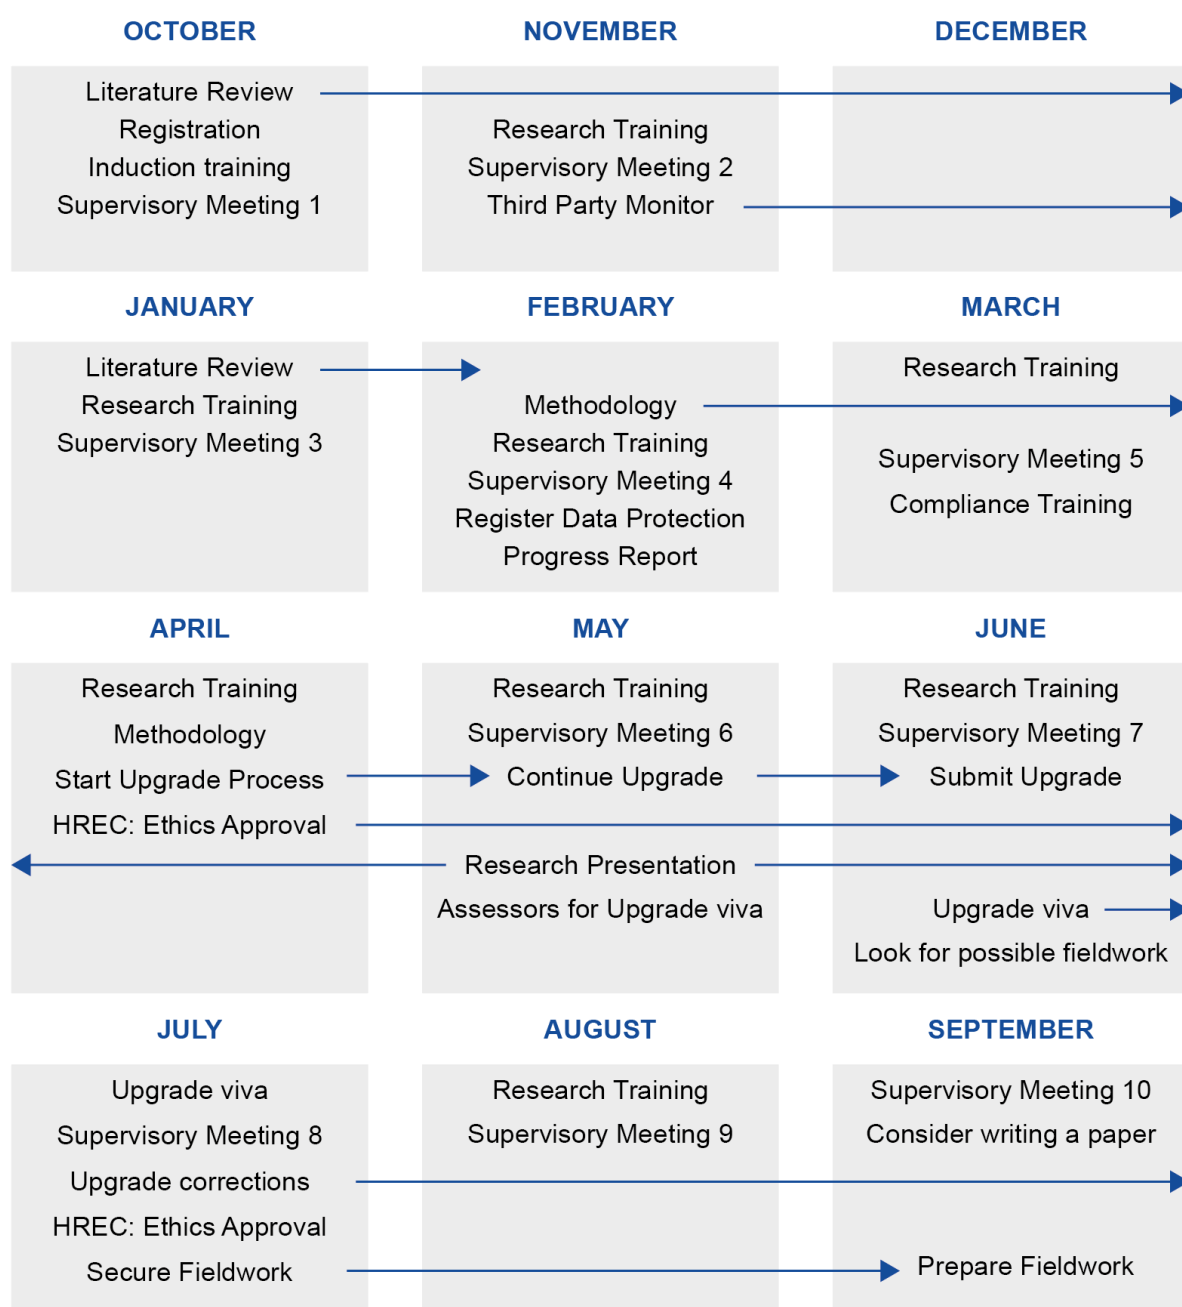 OCTOBER
Literature Review
Registration
Induction training
Supervisory Meeting 1
NOVEMBER
Research Training
Supervisory Meeting 2
Third Party Monitor
DECEMBER
JANUARY
Literature Review
Research Training
Supervisory Meeting 3
FEBRUARY
Methodology
Research Training
Supervisory Meeting 4
Register Data Protection
Progress Report
MARCH
Research Training
Supervisory Meeting 5
Compliance Training
APRIL
Research Training
Methodology
Start Upgrade Process
HREC: Ethics Approval
MAY
Research Training
Supervisory Meeting 6
Continue Upgrade
Research Presentation
Assessors for Upgrade viva
JUNE
Research Training
Supervisory Meeting 7
Submit Upgrade
Upgrade viva
Look for possible fieldwork
JULY
Upgrade viva
Supervisory Meeting 8
Upgrade corrections
HREC: Ethics Approval
Secure Fieldwork
AUGUST
Research Training
Supervisory Meeting 9
SEPTEMBER
Supervisory Meeting 10
Consider writing a paper
Prepare Fieldwork